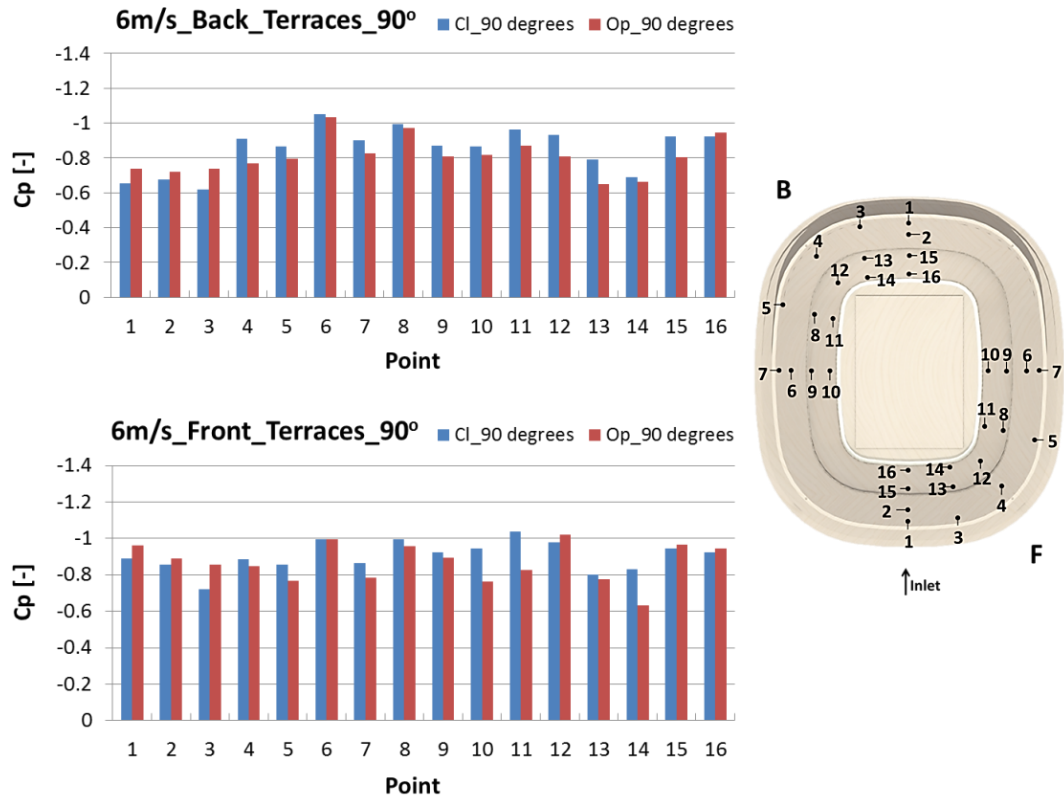 6m/s_Back_Terraces_90º
Cl_90 degrees
Op_90 degrees
-1.4
-1.2
-1
-0.8
-0.6
-0.4
-0.2
0
Cp [-]
1 2 3 4 5 6 7 8 9 10 11 12 13 14 15 16
Point
6m/s_Front_Terraces_90º
Cl_90 degrees
Op_90 degrees
-1.4
-1.2
-1
-0.8
-0.6
-0.4
-0.2
0
Cp [-]
1 2 3 4 5 6 7 8 9 10 11 12 13 14 15 16
Point
B
1
3
2
4
13 15
12 14 16
5
8 11
7 6 9 10
10 9 6 7
11 8
5
16 14 12
15 13 4
2
1 3
F
Inlet